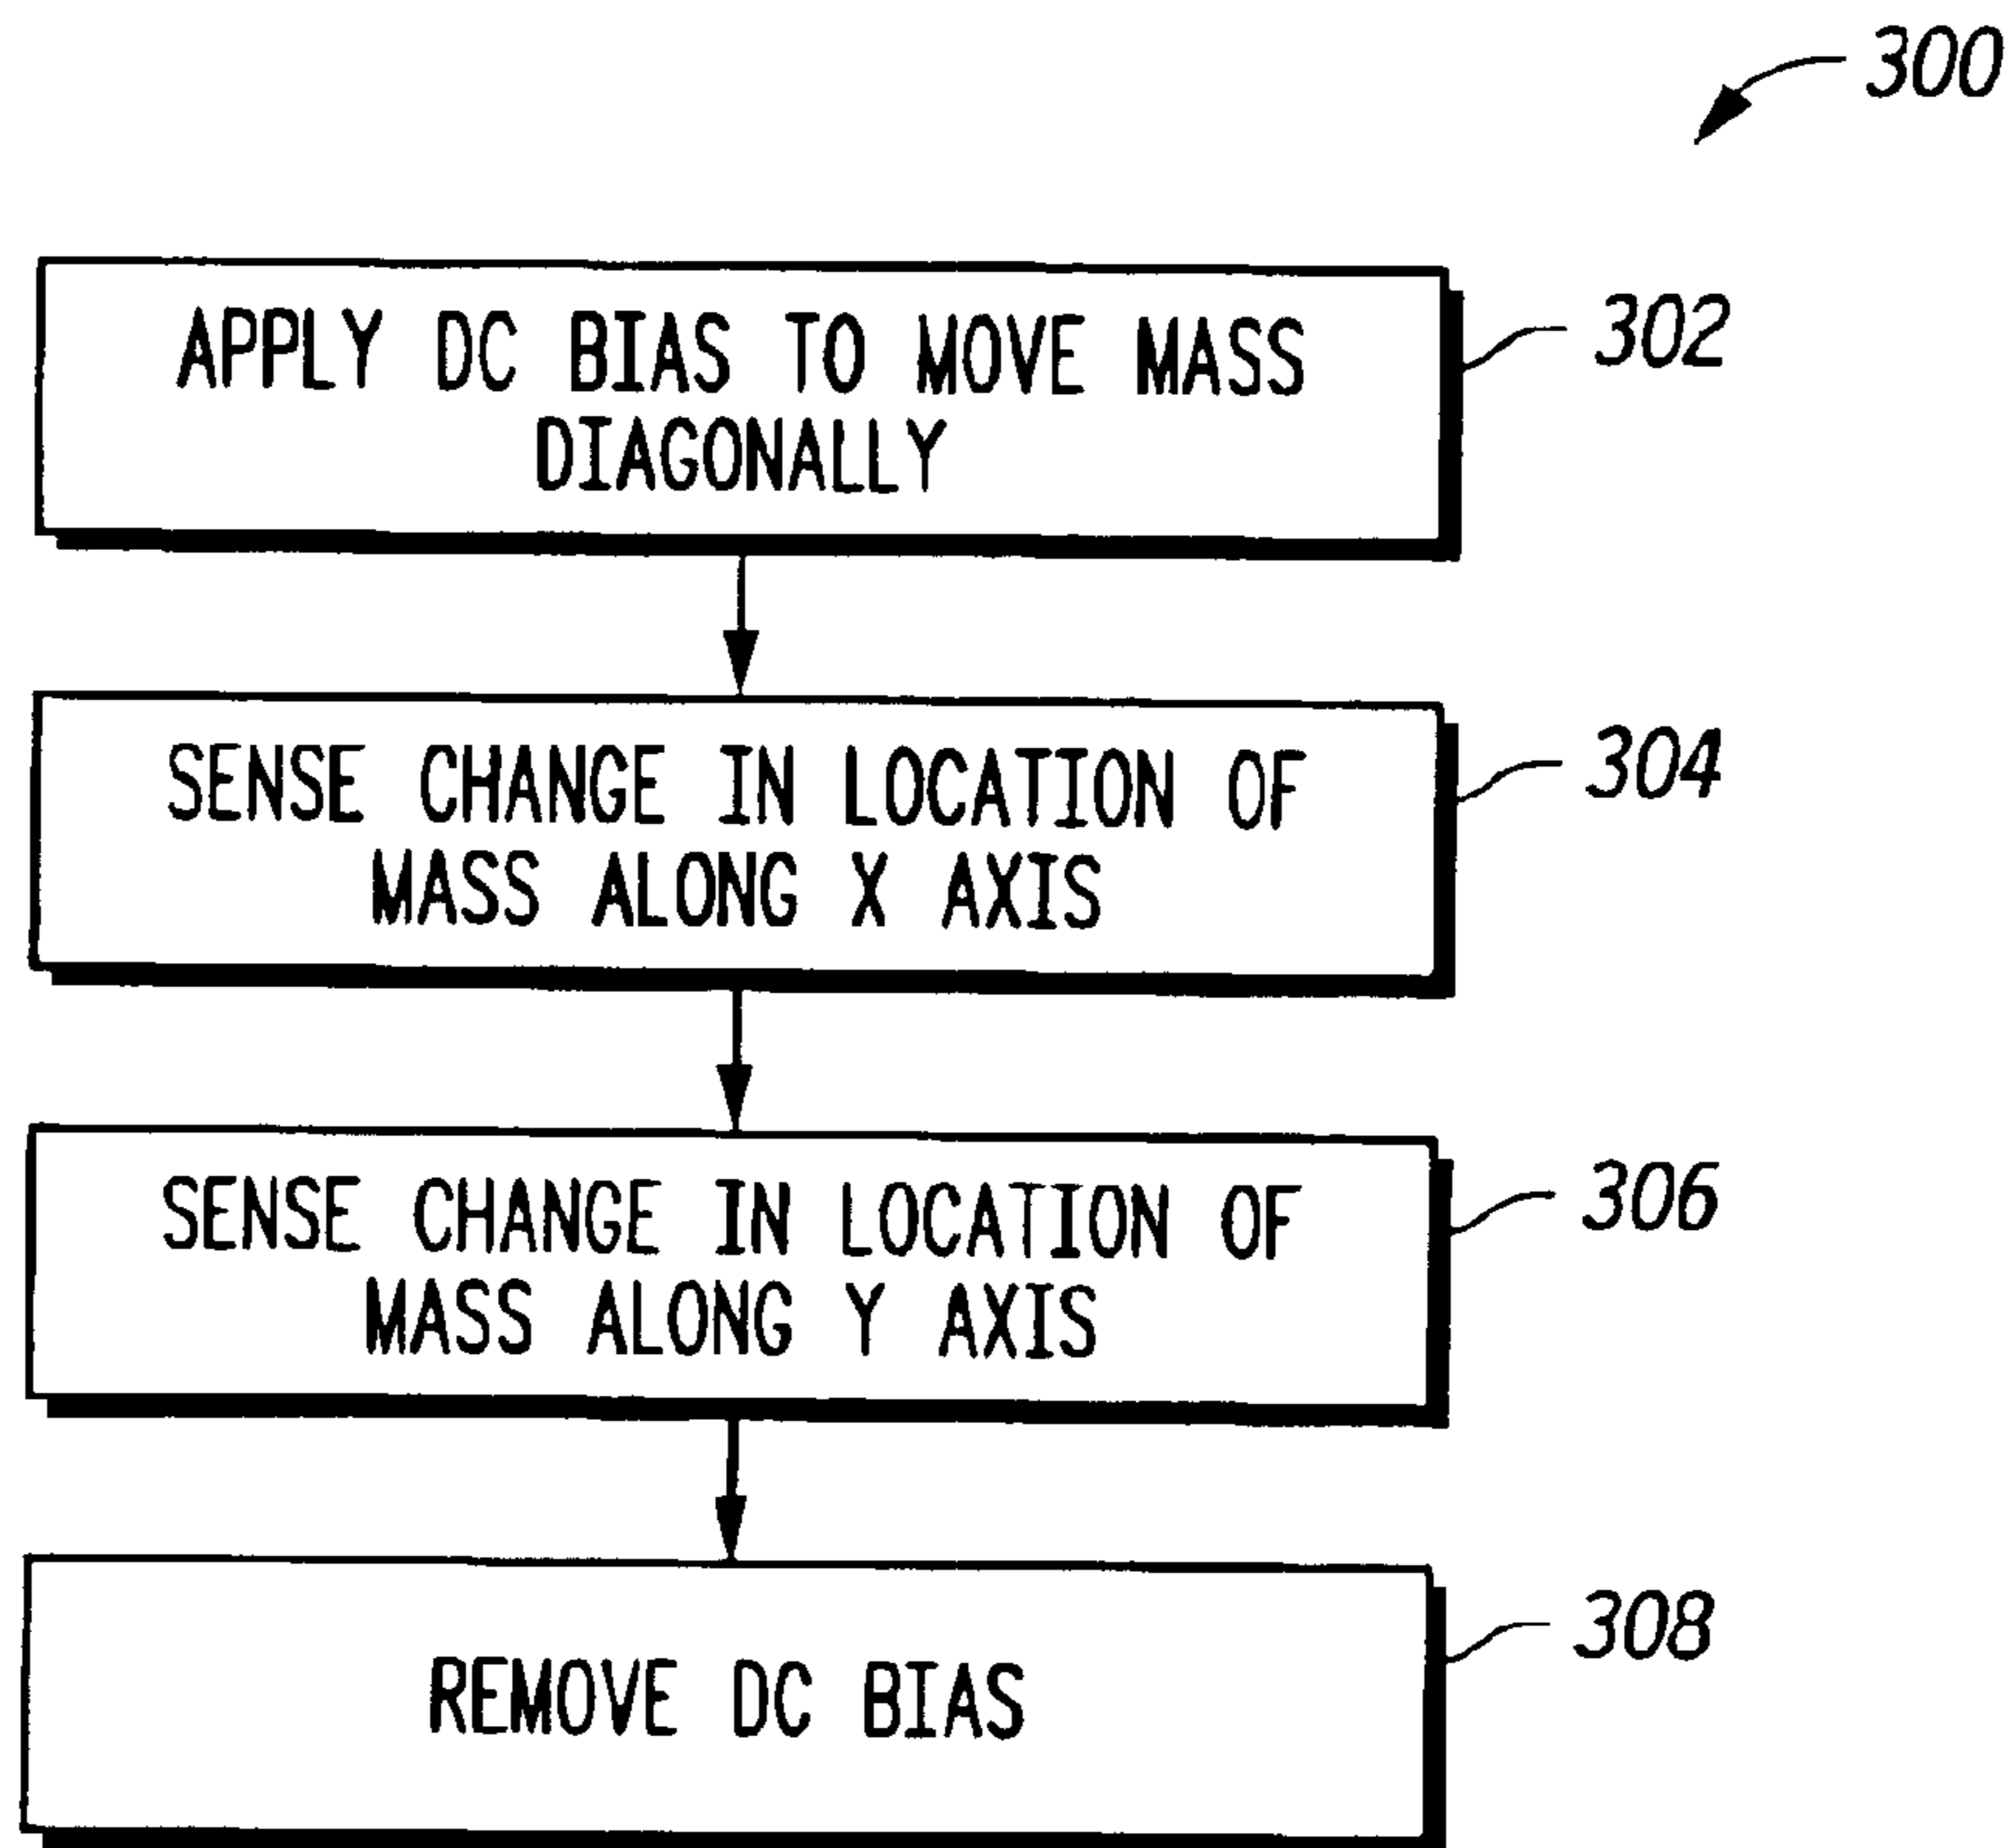 300
APPLY DC BIAS TO MOVE MASS
DIAGONALLY
302
SENSE CHANGE IN LOCATION OF
MASS ALONG X AXIS
304
SENSE CHANGE IN LOCATION OF
MASS ALONG Y AXIS
306
REMOVE DC BIAS
308